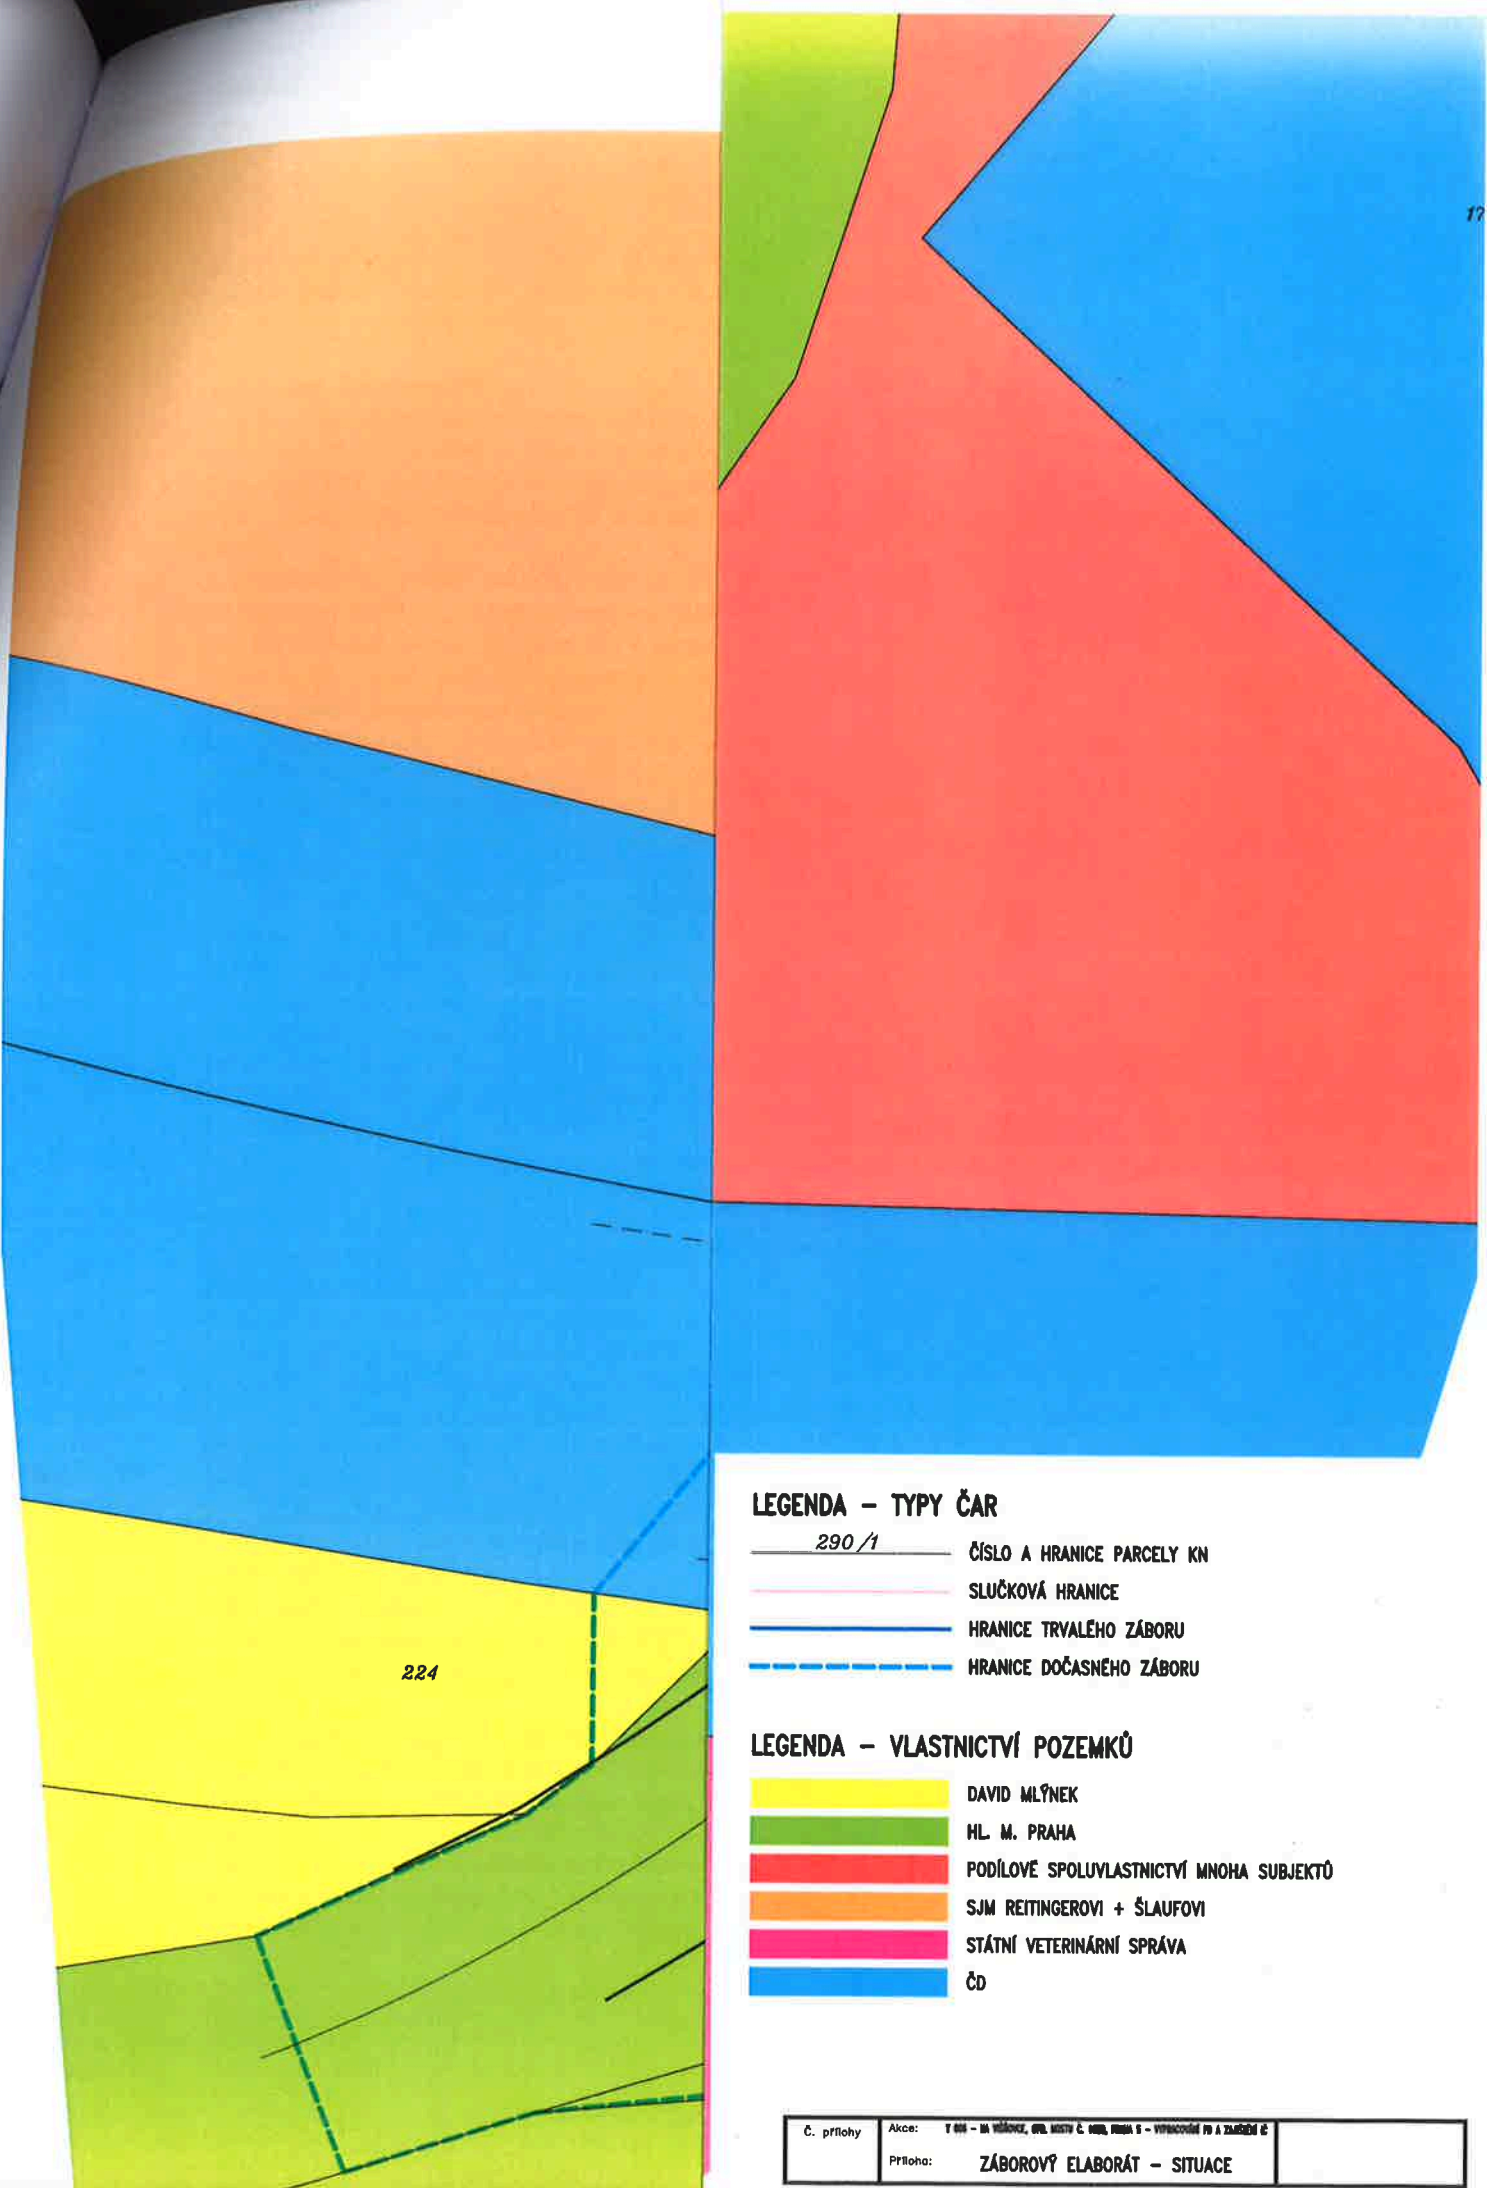 17
224
LEGENDA – TYPY ČAR
290/1
ČÍSLO A HRANICE PARCELY KN
SLUČKOVÁ HRANICE
HRANICE TRVALÉHO ZÁBORU
HRANICE DOČASNÉHO ZÁBORU
LEGENDA – VLASTNICTVÍ POZEMKŮ
DAVID MLÝNEK
HL. M. PRAHA
PODÍLOVÉ SPOLUVLASTNICTVÍ MNOHA SUBJEKTŮ
SJM REITINGEROVI + ŠLAUFOVI
STÁTNÍ VETERINÁRNÍ SPRÁVA
ČD
Č. přílohy
Akce:
Příloha: ZÁBOROVÝ ELABORÁT – SITUACE